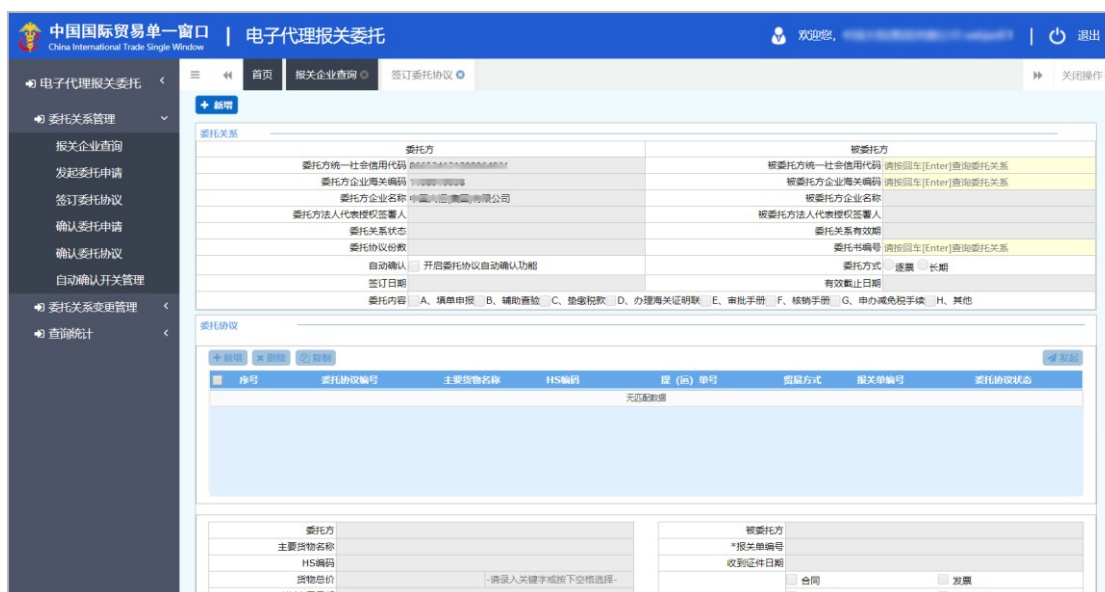 中国国际贸易单一窗口 | 电子代理报关委托 欢迎您, | 退出
China International Trade Single Window
电子代理报关委托 首页 报关企业查询 签订委托协议 关闭操作
委托关系管理
报关企业查询
发起委托申请
签订委托协议
确认委托申请
确认委托协议
自动确认开关管理
委托关系变更管理
查询统计
新增
委托关系
委托方 被委托方
委托方统一社会信用代码 被委托方统一社会信用代码 请按回车[Enter]查询委托关系
委托方企业海关编码 被委托方企业海关编码 请按回车[Enter]查询委托关系
委托方企业名称 被委托方企业名称
委托方法人代表授权签署人 被委托方法人代表授权签署人
委托关系状态 委托关系有效期
委托协议份数 委托书编号 请按回车[Enter]查询委托关系
自动确认 开启委托协议自动确认功能 委托方式 逐票 长期
签订日期 有效截止日期
委托内容 A、填单申报 B、辅助查验 C、垫缴税款 D、办理海关证明联 E、审批手册 F、核销手册 G、申办减免税手续 H、其他
委托协议
新增 删除 复制 发起
序号 委托协议编号 主要货物名称 HS编码 提 (运) 单号 贸易方式 报关单编号 委托协议状态
无匹配数据
委托方 被委托方
主要货物名称 *报关单编号
HS编码 收到证件日期
货物总价 -请录入关键字或按下空格选择- 合同 发票